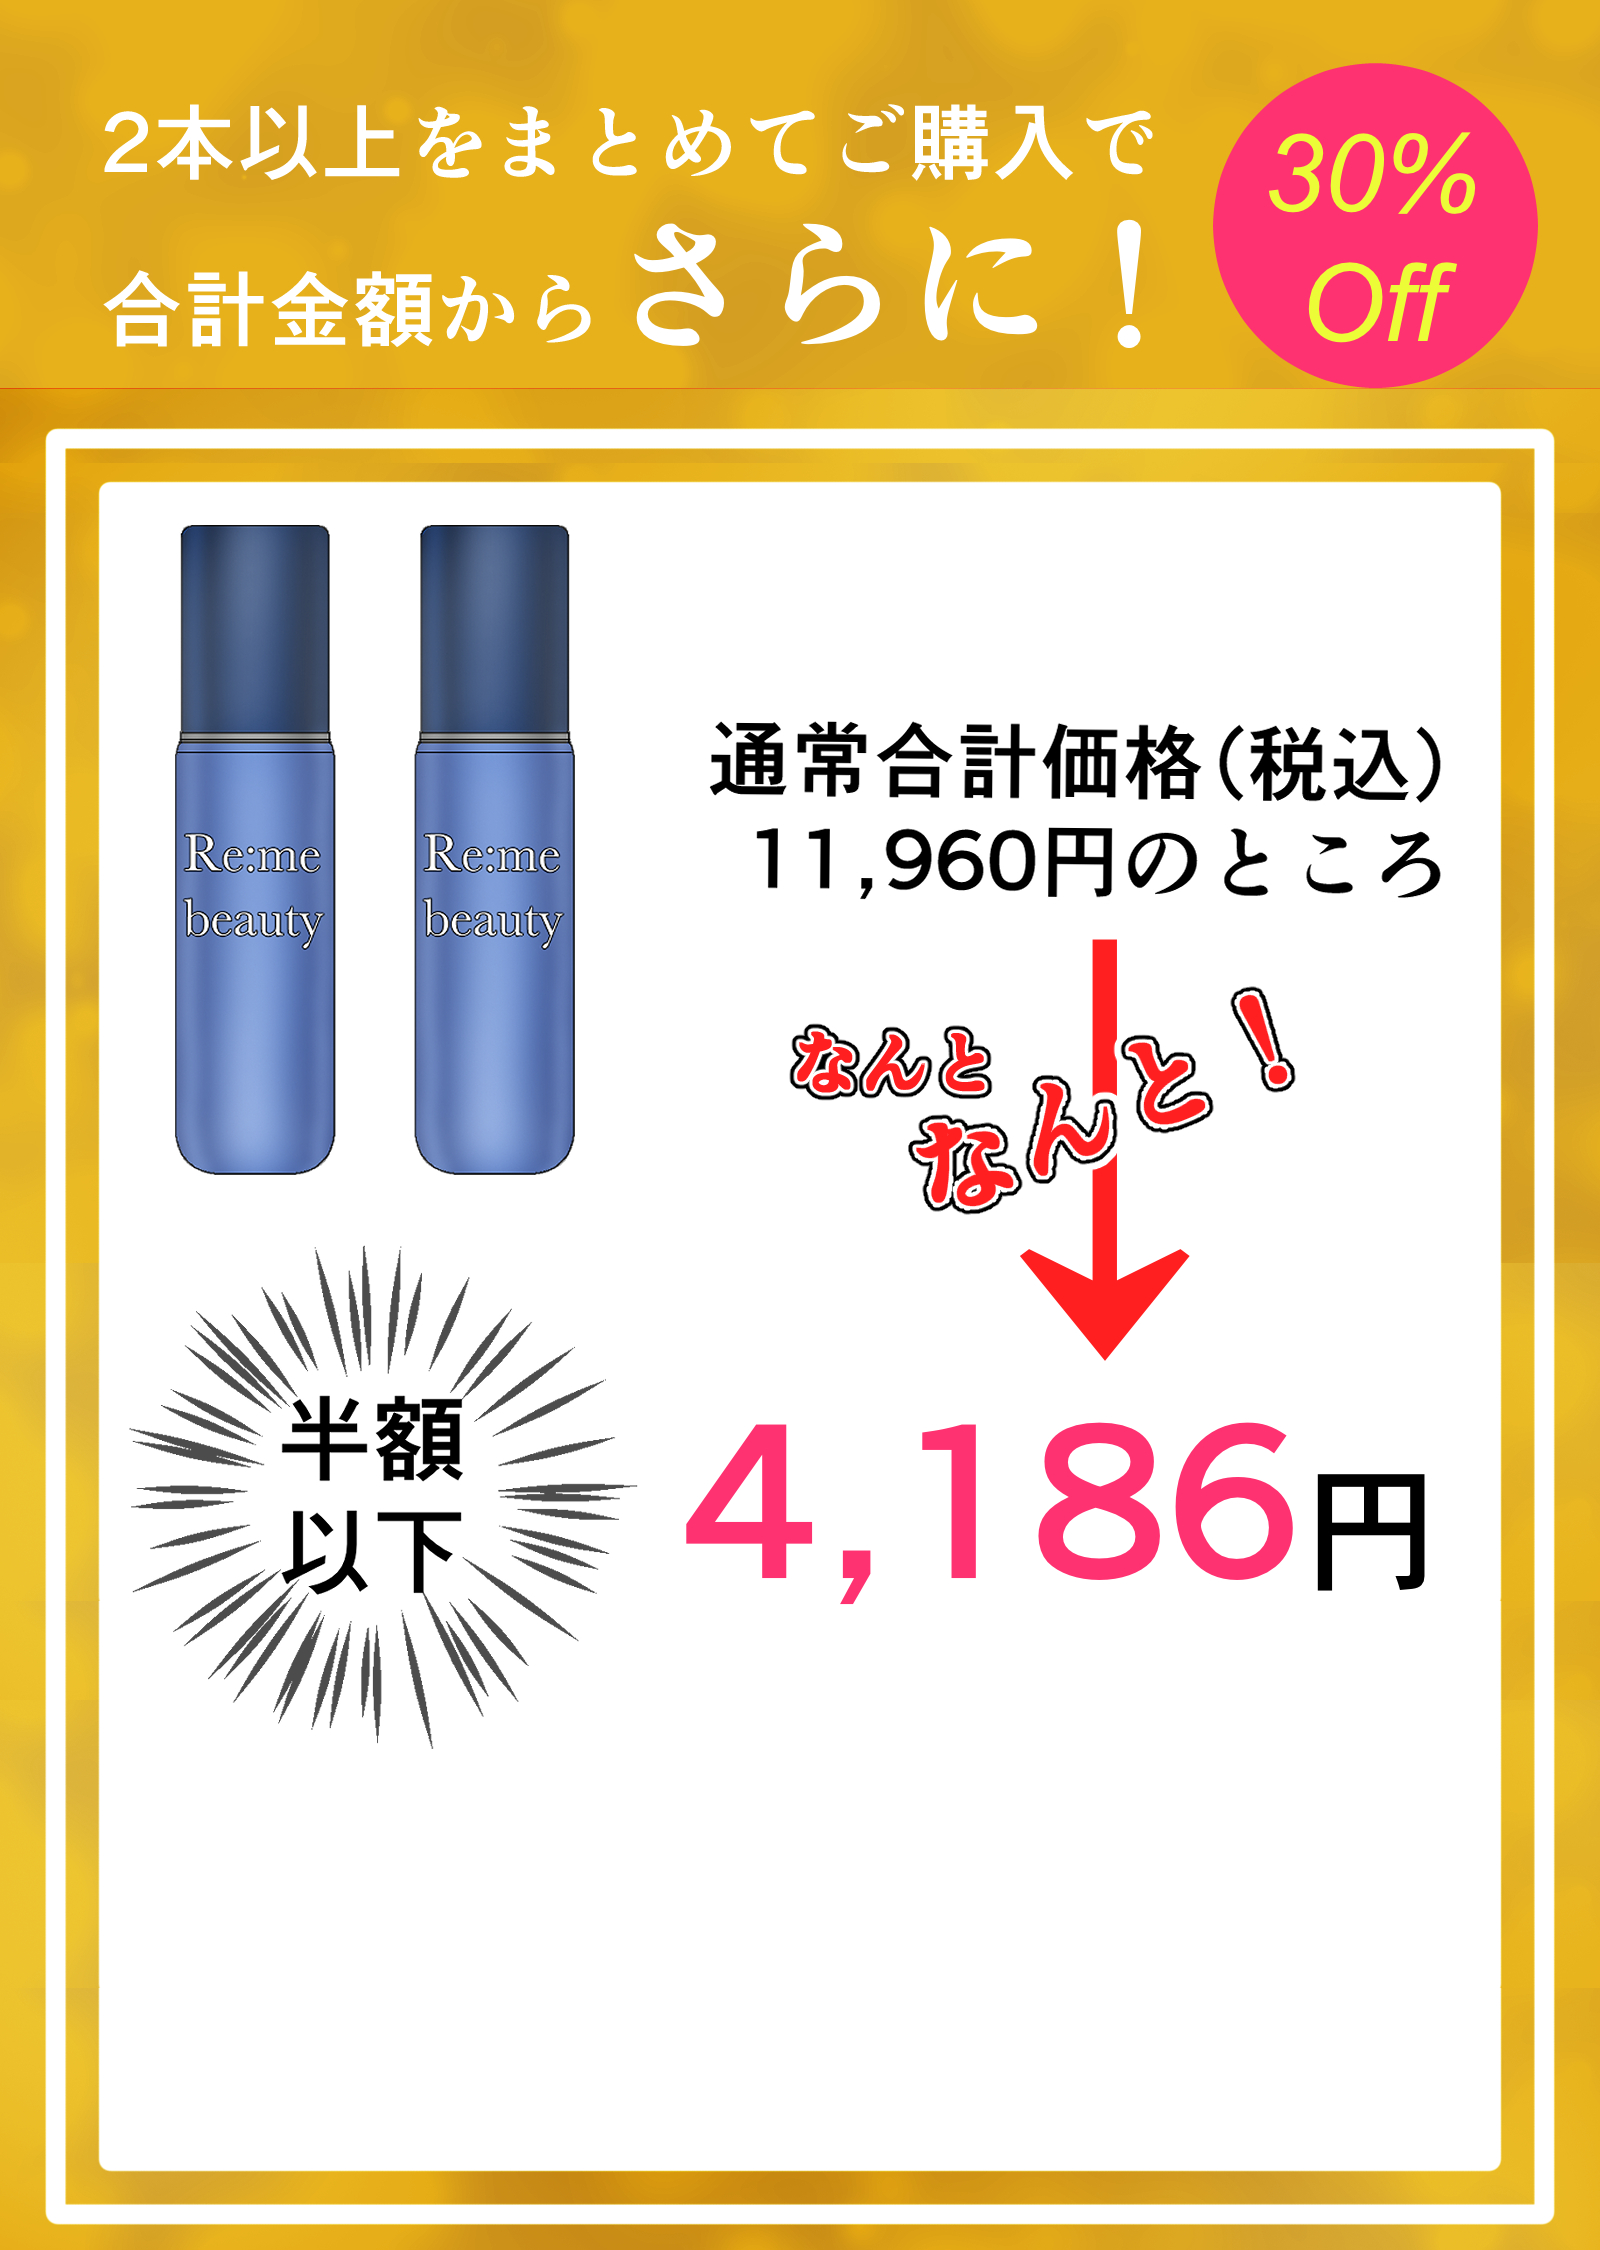 2本以上をまとめてご購入で
合計金額からさらに！
30%
Off
Re:me
beauty
Re:me
beauty
通常合計価格（税込）
11,960円のところ
なんと
なんと！
半額
以下
4,186円